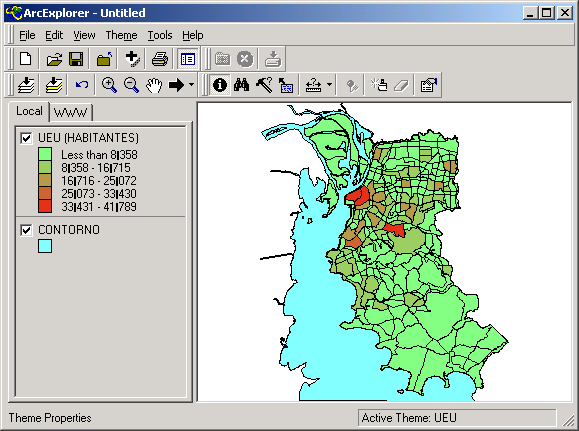 ArcExplorer - Untitled
File Edit View Theme Tools Help
Local WWW
UEU (HABITANTES)
Less than 8|358
8|358 - 16|715
16|716 - 25|072
25|073 - 33|430
33|431 - 41|789
CONTORNO
Theme Properties
Active Theme: UEU